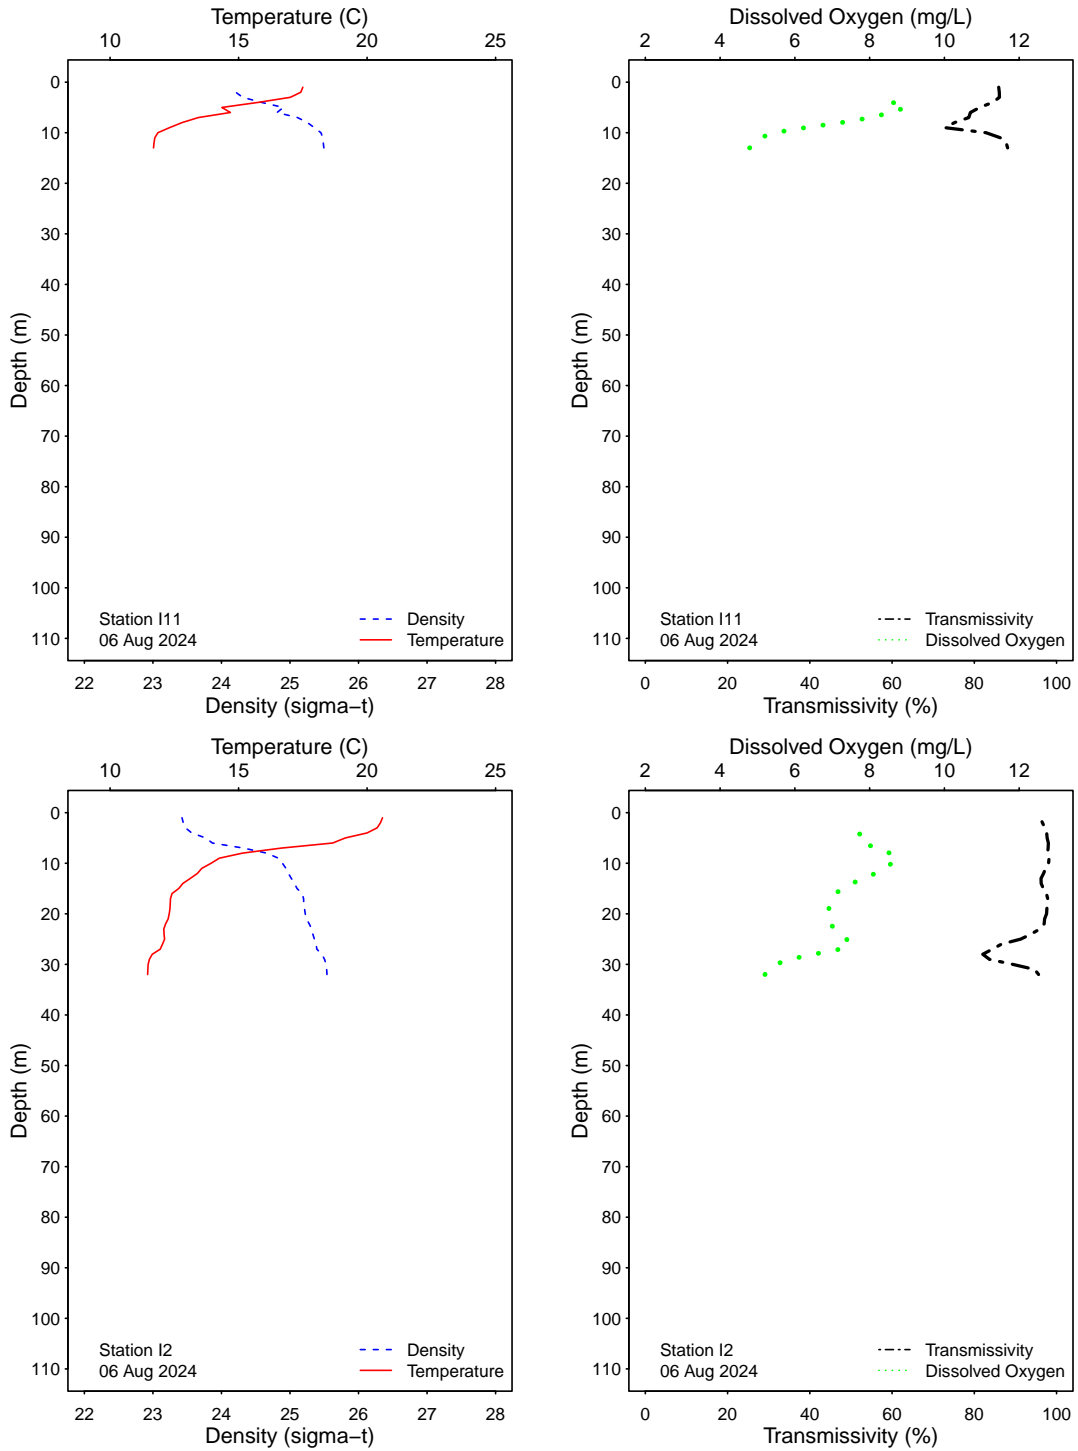 Temperature (C)
10 15 20 25
0
10
20
30
40
50
60
70
80
90
100
110
Depth (m)
Station I11
06 Aug 2024
Density
Temperature
22 23 24 25 26 27 28
Density (sigma−t)
Dissolved Oxygen (mg/L)
2 4 6 8 10 12
0
10
20
30
40
50
60
70
80
90
100
110
Depth (m)
Station I11
06 Aug 2024
Transmissivity
Dissolved Oxygen
0 20 40 60 80 100
Transmissivity (%)
Temperature (C)
10 15 20 25
0
10
20
30
40
50
60
70
80
90
100
110
Depth (m)
Station I2
06 Aug 2024
Density
Temperature
22 23 24 25 26 27 28
Density (sigma−t)
Dissolved Oxygen (mg/L)
2 4 6 8 10 12
0
10
20
30
40
50
60
70
80
90
100
110
Depth (m)
Station I2
06 Aug 2024
Transmissivity
Dissolved Oxygen
0 20 40 60 80 100
Transmissivity (%)